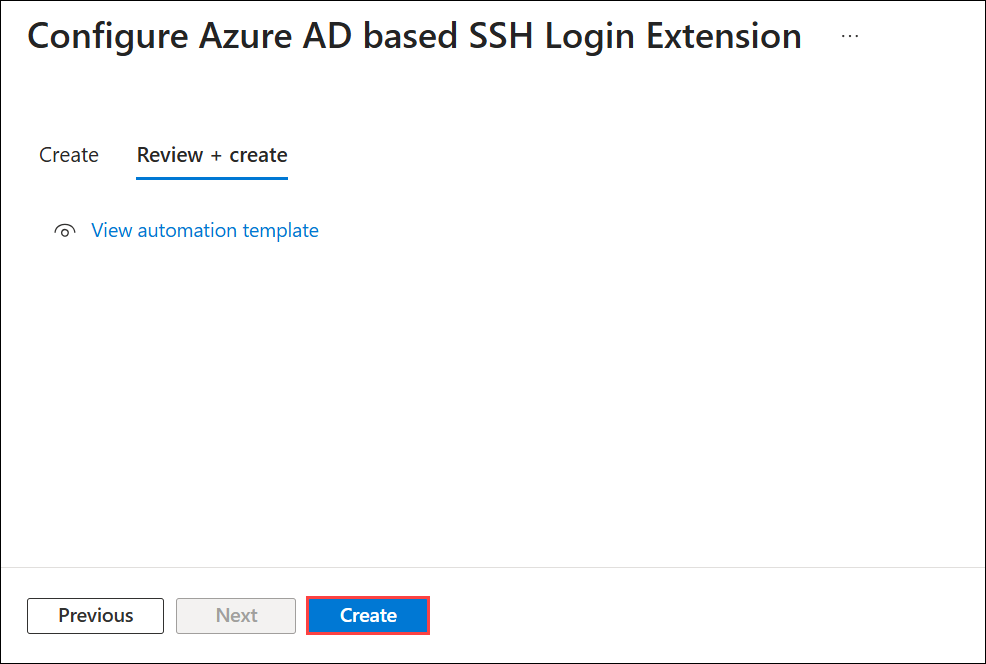 Configure Azure AD based SSH Login Extension ...
Create Review + create
View automation template
Previous Next Create